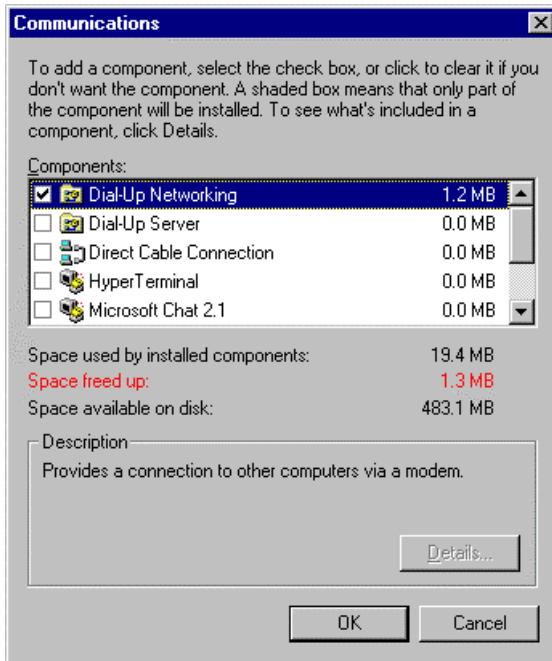 Communications
To add a component, select the check box, or click to clear it if you
don't want the component. A shaded box means that only part of
the component will be installed. To see what's included in a
component, click Details.
Components:
Dial-Up Networking 1.2 MB
Dial-Up Server 0.0 MB
Direct Cable Connection 0.0 MB
HyperTerminal 0.0 MB
Microsoft Chat 2.1 0.0 MB
Space used by installed components: 19.4 MB
Space freed up: 1.3 MB
Space available on disk: 483.1 MB
Description
Provides a connection to other computers via a modem.
Details...
OK Cancel